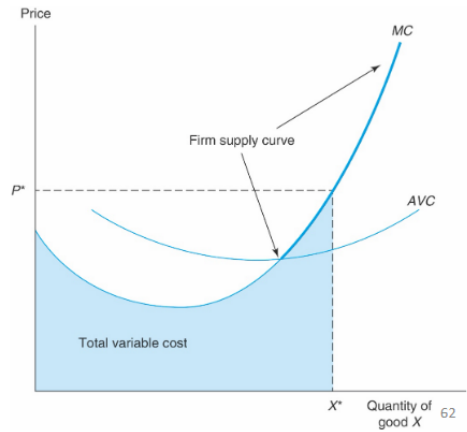 Price
MC
Firm supply curve
P*
AVC
Total variable cost
X*
Quantity of
good X
62